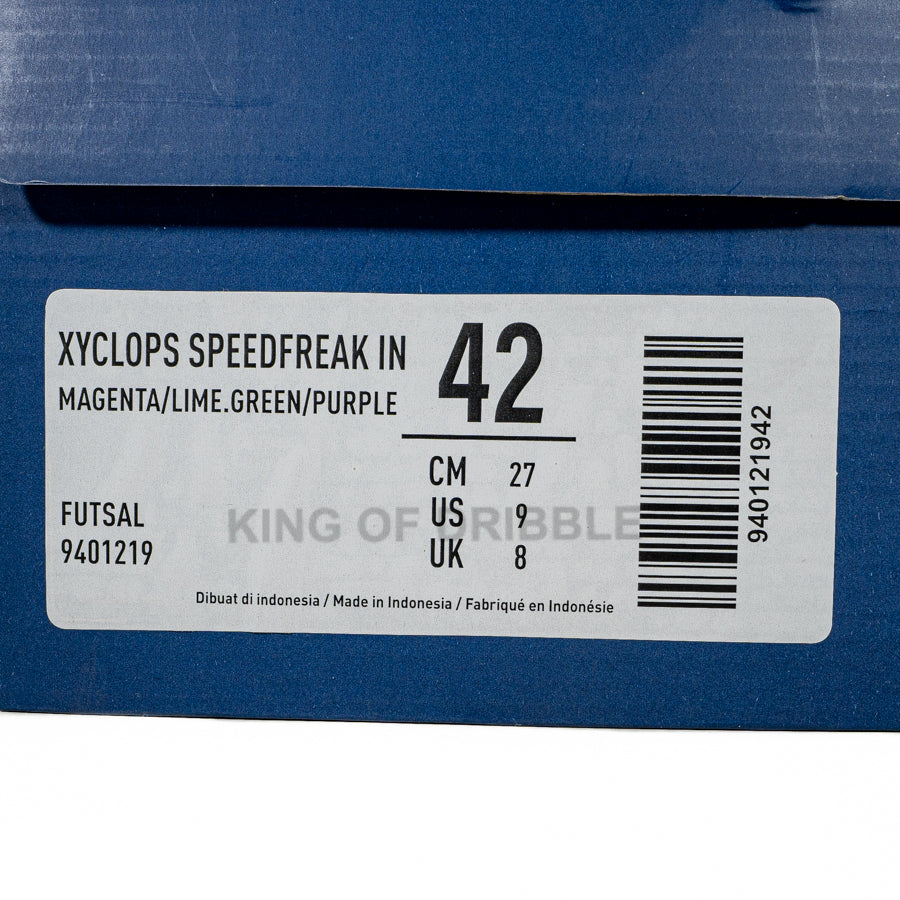 XYCLOPS SPEEDFREAK IN
MAGENTA/LIME.GREEN/PURPLE
42
CM 27
US 9
UK 8
FUTSAL
9401219
KING OF DRIBBLE
Dibuat di indonesia / Made in Indonesia / Fabriqué en Indonésie
940121942